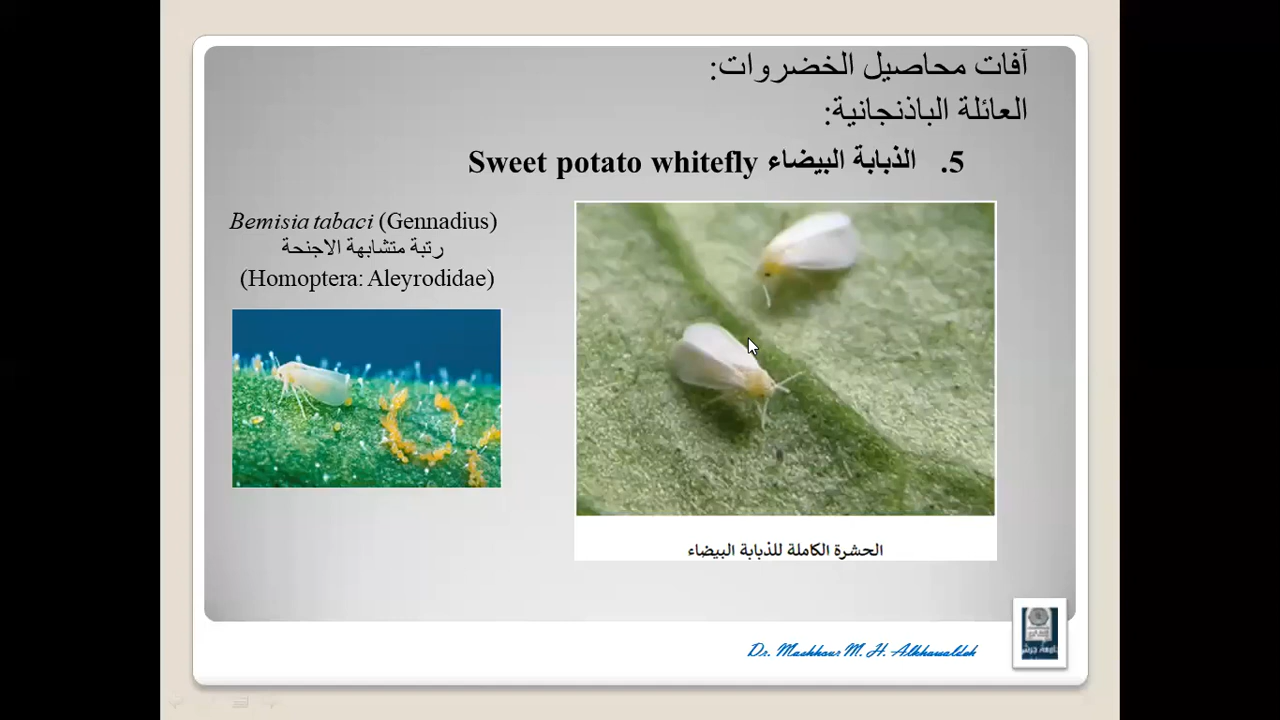 آفات محاصيل الخضروات:
العائلة الباذنجانية:
5. الذبابة البيضاء Sweet potato whitefly
Bemisia tabaci (Gennadius)
رتبة متشابهة الاجنحة
(Homoptera: Aleyrodidae)
الحشرة الكاملة للذبابة البيضاء
Dr. Mashhour M. H. Alkhawaldeh